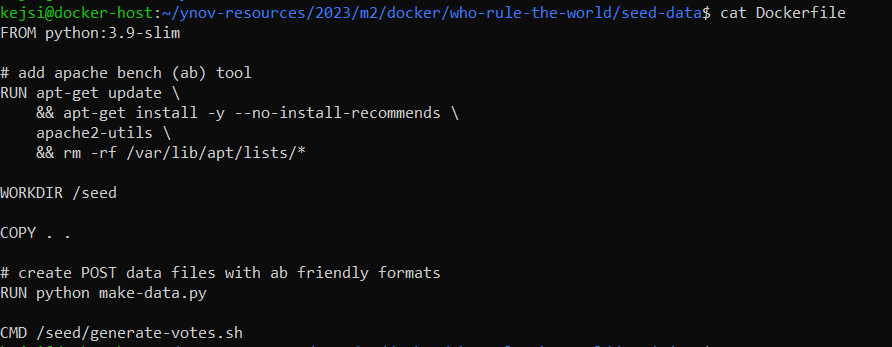 kejsi@docker-host:~/ynov-resources/2023/m2/docker/who-rule-the-world/seed-data$ cat Dockerfile
FROM python:3.9-slim
# add apache bench (ab) tool
RUN apt-get update \
&& apt-get install -y --no-install-recommends \
apache2-utils \
&& rm -rf /var/lib/apt/lists/*
WORKDIR /seed
COPY . .
# create POST data files with ab friendly formats
RUN python make-data.py
CMD /seed/generate-votes.sh